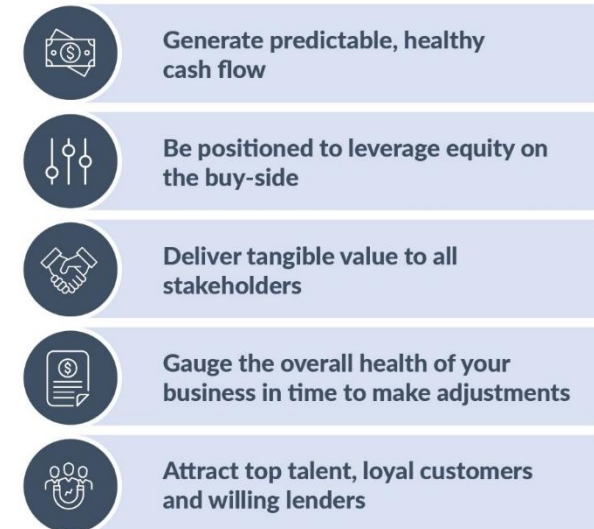 Generate predictable, healthy
cash flow
Be positioned to leverage equity on
the buy-side
Deliver tangible value to all
stakeholders
Gauge the overall health of your
business in time to make adjustments
Attract top talent, loyal customers
and willing lenders